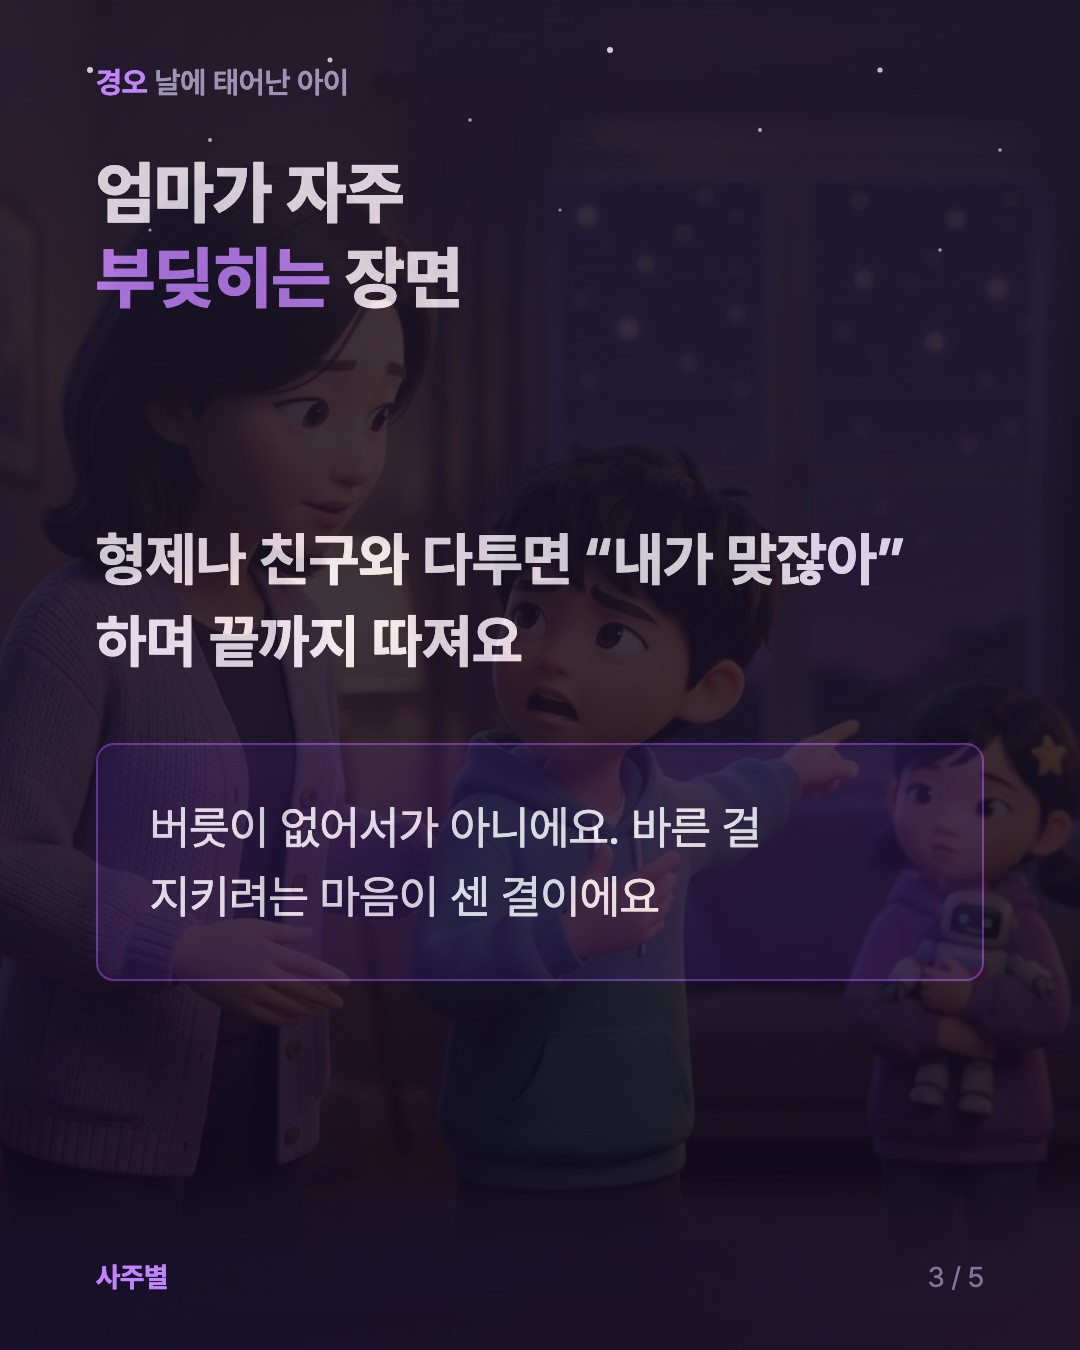 경오 날에 태어난 아이
엄마가 자주
부딪히는 장면
형제나 친구와 다투면 “내가 맞잖아”
하며 끝까지 따져요
버릇이 없어서가 아니에요. 바른 걸
지키려는 마음이 센 결이에요
사주별
3 / 5